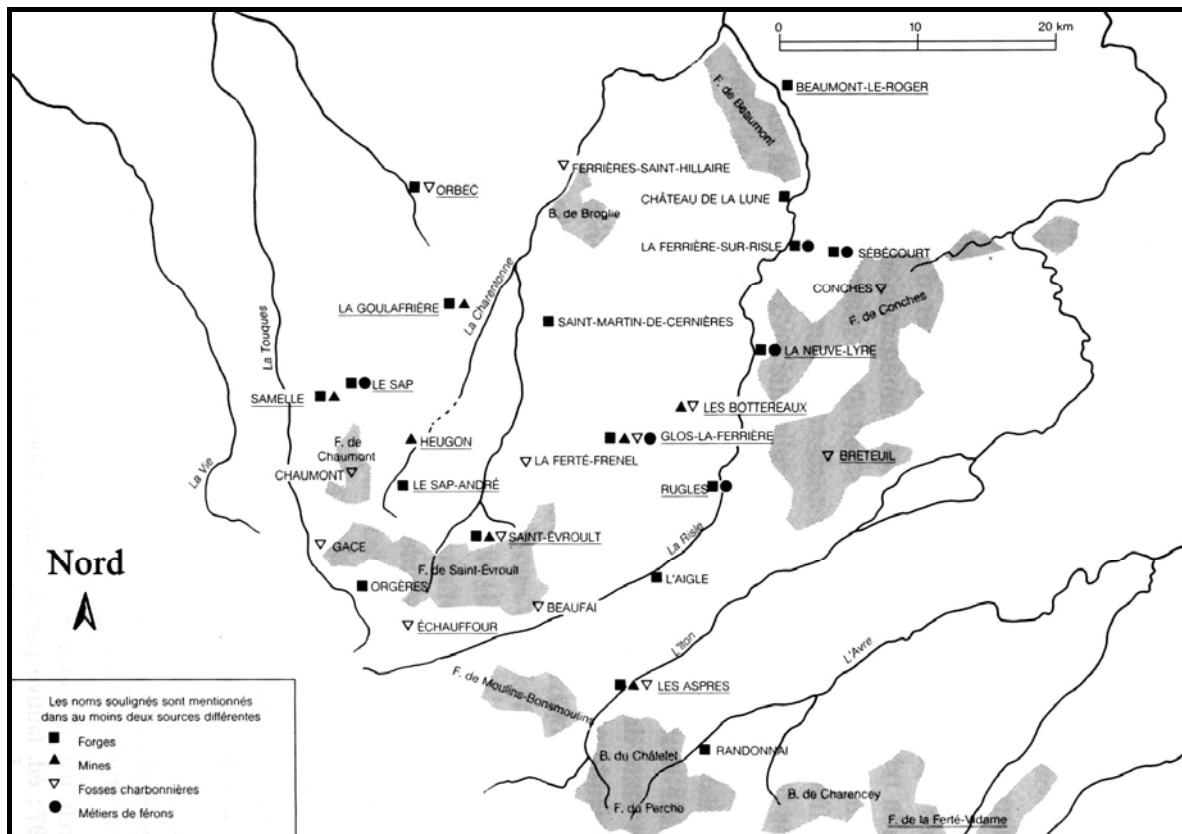 0 10 20 km
BEAUMONT-LE-ROGER
F. de Beaumont
FERRIÈRES-SAINT-HILLAIRE
ORBEC
B. de Broglie
CHÂTEAU DE LA LUNE
LA FERRIÈRE-SUR-RISLE
SÉBÉCOURT
CONCHES
F. de Conches
La Charentonne
LA GOULAFRIÈRE
SAINT-MARTIN-DE-CERNIÈRES
La Touques
LA NEUVE-LYRE
LE SAP
SAMELLE
LES BOTTEREAUX
HEUGON
GLOS-LA-FERRIÈRE
F. de
Chaumont
CHAUMONT
LA FERTÉ-FRENEL
BRETEUIL
La Vie
LE SAP-ANDRÉ
RUGLES
SAINT-ÉVROULT
La Risle
GACE
F. de Saint-Évroult
Nord
ORGÈRES
L'AIGLE
BEAUFAI
ÉCHAUFFOUR
L'Iton
L'Avre
F. de Moulins-Bonsmoulins
LES ASPRES
B. du Châtelet
RANDONNAI
F. du Perche
B. de Charencey
F. de la Ferté-Vidame
Les noms soulignés sont mentionnés
dans au moins deux sources différentes
Forges
Mines
Fosses charbonnières
Métiers de férons